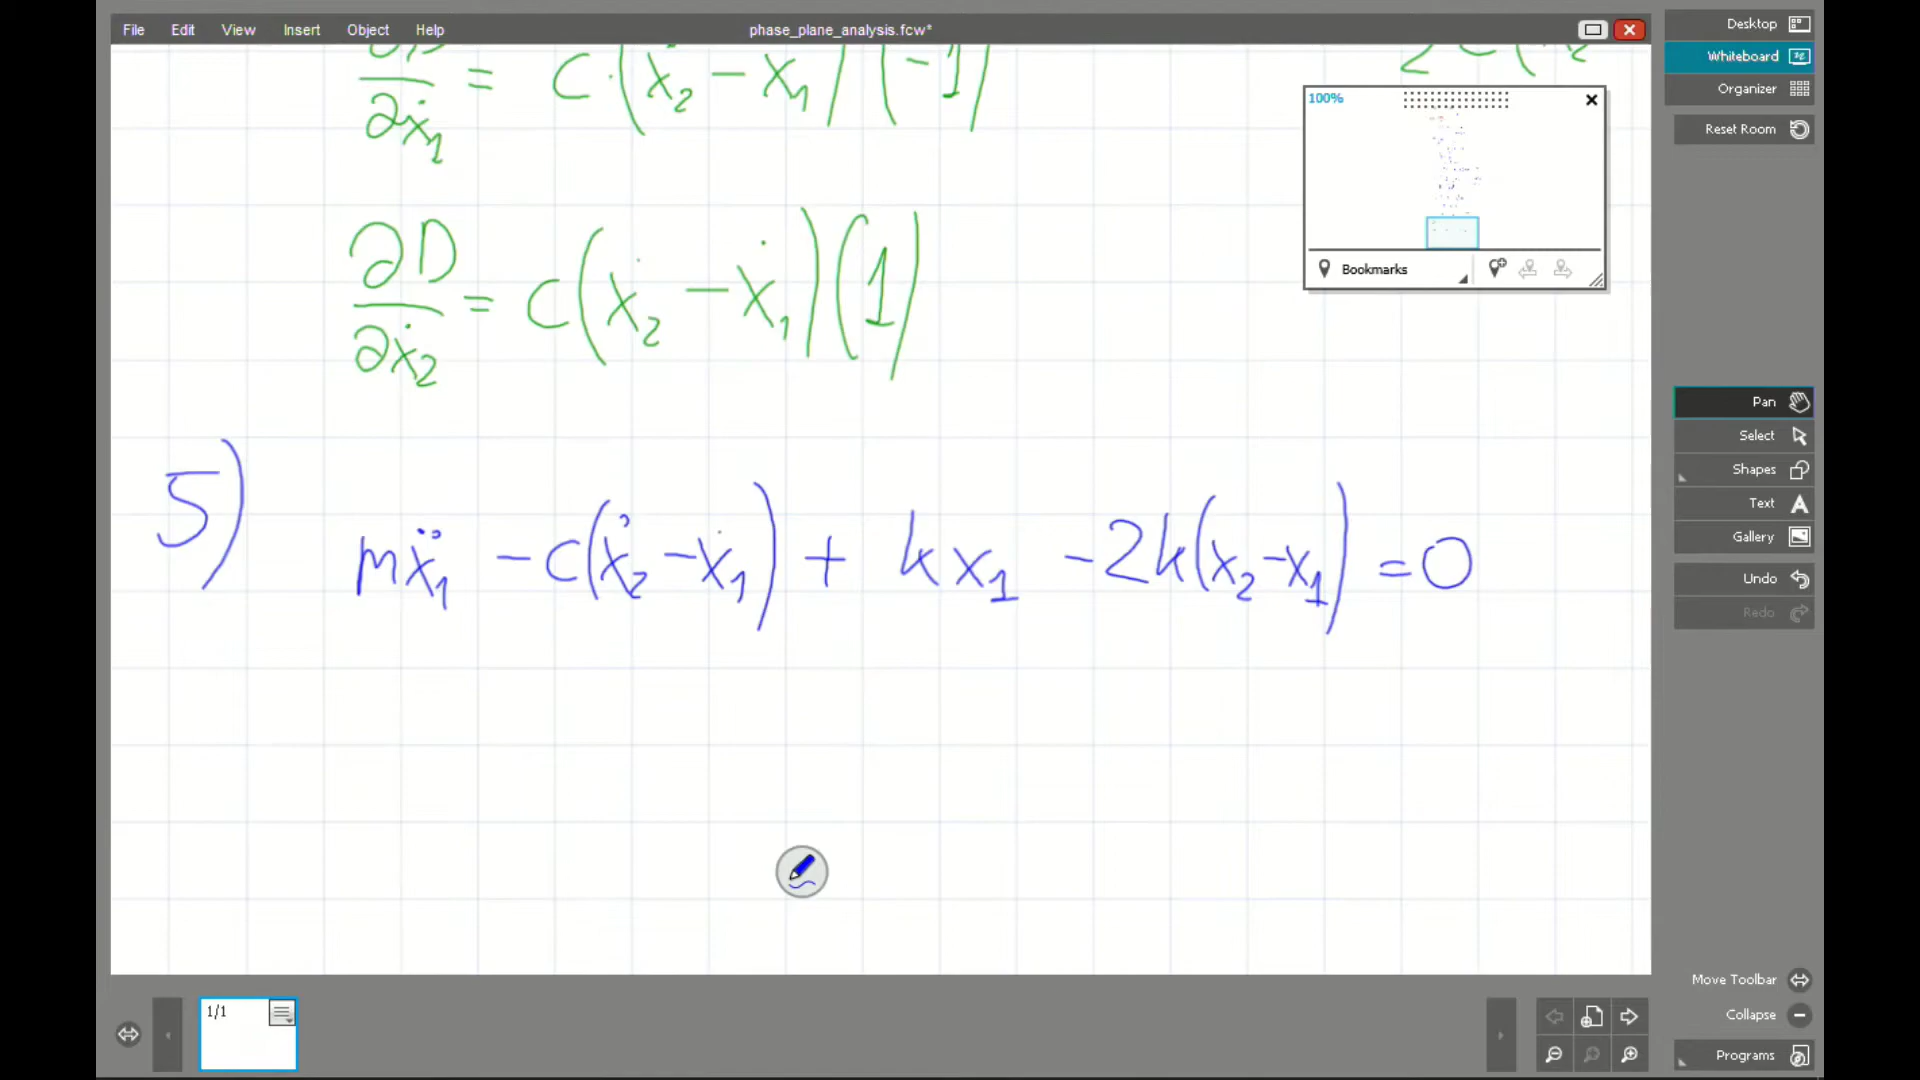 File Edit View Insert Object Help phase_plane_analysis.fcw*
Desktop
Whiteboard
Organizer
Reset Room
100%
Bookmarks
∂ẋ₁ = C·(ẋ₂ − ẋ₁)(−1)
∂D/∂ẋ₂ = C(ẋ₂ − ẋ₁)(1)
5) mẍ₁ − c(ẋ₂ − ẋ₁) + kx₁ − 2k(x₂ − x₁) = 0
Pan
Select
Shapes
Text
Gallery
Undo
Redo
Move Toolbar
Collapse
Programs
1/1